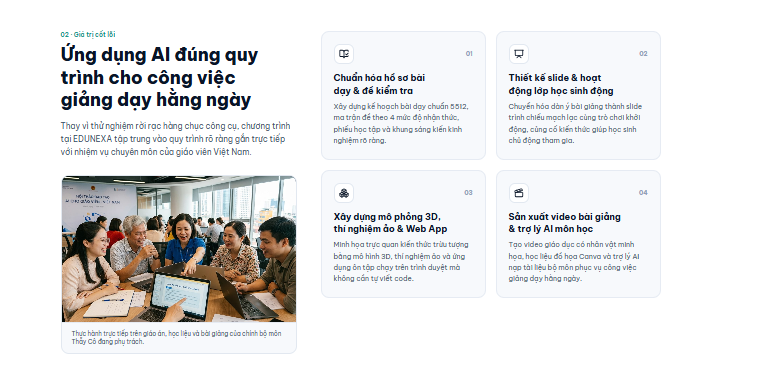 02 · Giá trị cốt lõi
Ứng dụng AI đúng quy
trình cho công việc
giảng dạy hằng ngày
Thay vì thử nghiệm rời rạc hàng chục công cụ, chương trình
tại EDUNEXA tập trung vào quy trình rõ ràng gắn trực tiếp
với nhiệm vụ chuyên môn của giáo viên Việt Nam.
Thực hành trực tiếp trên giáo án, học liệu và bài giảng của chính bộ môn
Thầy Cô đang phụ trách.
01
Chuẩn hóa hồ sơ bài
dạy & đề kiểm tra
Xây dựng kế hoạch bài dạy chuẩn 5512,
ma trận đề theo 4 mức độ nhận thức,
phiếu học tập và khung sáng kiến kinh
nghiệm rõ ràng.
02
Thiết kế slide & hoạt
động lớp học sinh động
Chuyển hóa dàn ý bài giảng thành slide
trình chiếu mạch lạc cùng trò chơi khởi
động, củng cố kiến thức giúp học sinh
chủ động tham gia.
03
Xây dựng mô phỏng 3D,
thí nghiệm ảo & Web App
Minh họa trực quan kiến thức trừu tượng
bằng mô hình 3D, thí nghiệm ảo và ứng
dụng ôn tập chạy trên trình duyệt mà
không cần tự viết code.
04
Sản xuất video bài giảng
& trợ lý AI môn học
Tạo video giáo dục có nhân vật minh
họa, học liệu đồ họa Canva và trợ lý AI
nạp tài liệu bộ môn phục vụ công việc
giảng dạy hằng ngày.